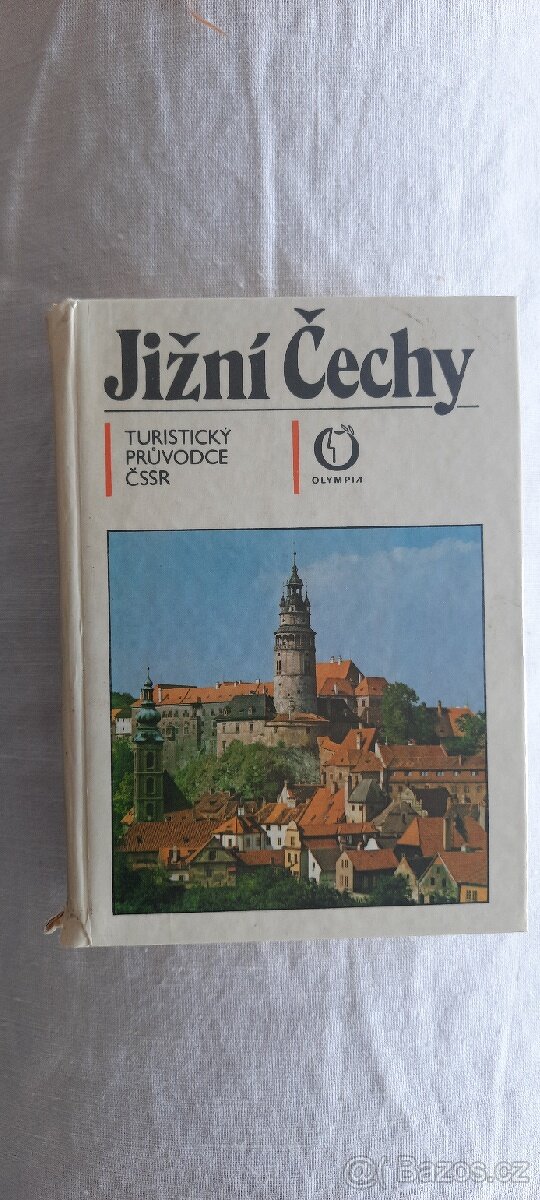 Jižní Čechy
TURISTICKÝ
PRŮVODCE
ČSSR
OLYMPIA
@ Bazos.cz